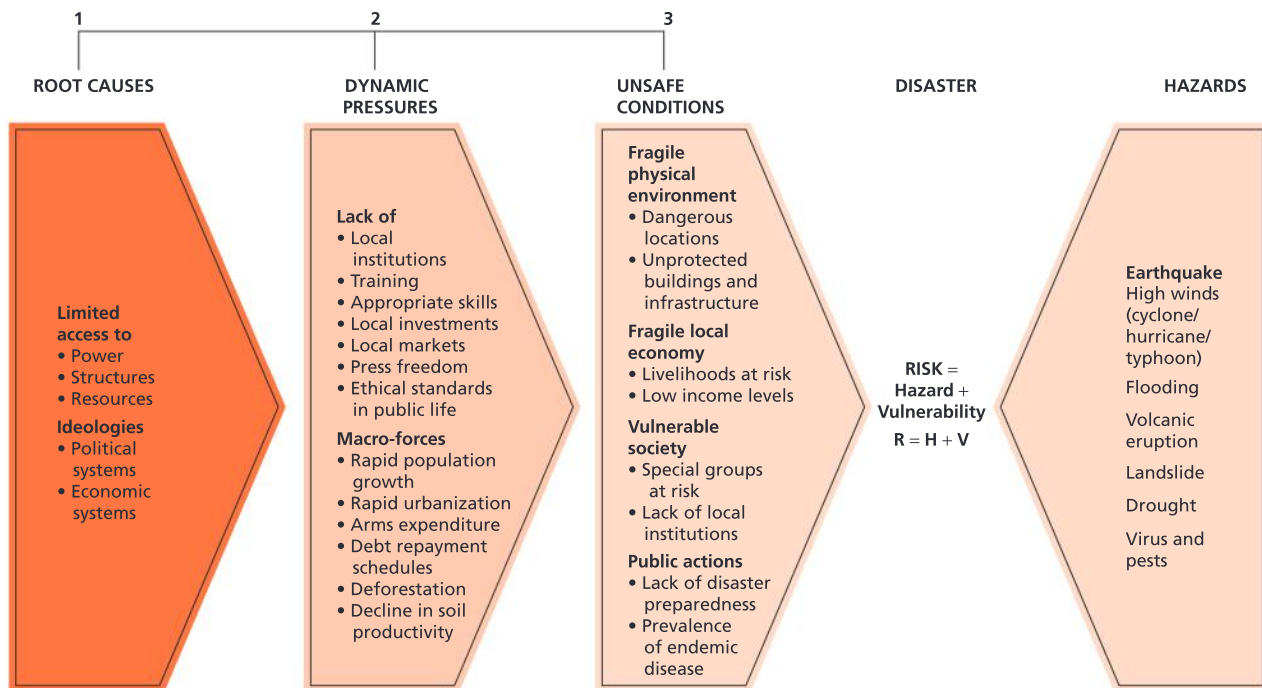 1
2
3
ROOT CAUSES
DYNAMIC
PRESSURES
UNSAFE
CONDITIONS
DISASTER
HAZARDS
Limited
access to
• Power
• Structures
• Resources
Ideologies
• Political
systems
• Economic
systems
Lack of
• Local
institutions
• Training
• Appropriate skills
• Local investments
• Local markets
• Press freedom
• Ethical standards
in public life
Macro-forces
• Rapid population
growth
• Rapid urbanization
• Arms expenditure
• Debt repayment
schedules
• Deforestation
• Decline in soil
productivity
Fragile
physical
environment
• Dangerous
locations
• Unprotected
buildings and
infrastructure
Fragile local
economy
• Livelihoods at risk
• Low income levels
Vulnerable
society
• Special groups
at risk
• Lack of local
institutions
Public actions
• Lack of disaster
preparedness
• Prevalence
of endemic
disease
RISK =
Hazard +
Vulnerability
R = H + V
Earthquake
High winds
(cyclone/
hurricane/
typhoon)
Flooding
Volcanic
eruption
Landslide
Drought
Virus and
pests